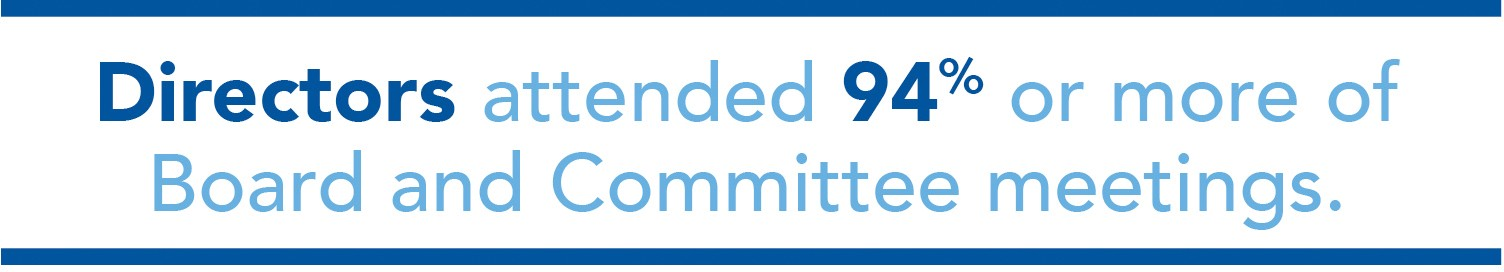 Directors attended 94% or more of
Board and Committee meetings.